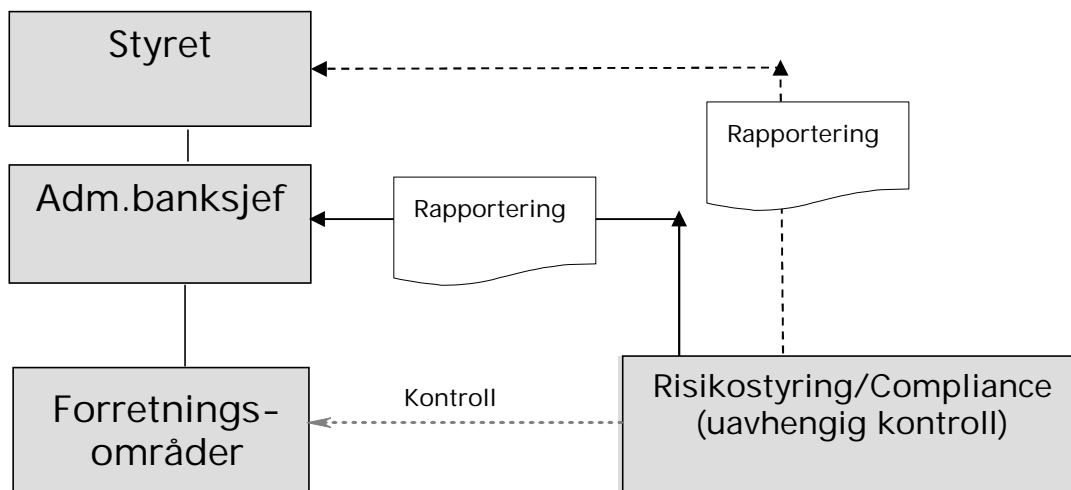 Styret
Rapportering
Adm.banksjef
Rapportering
Forretnings-
områder
Kontroll
Risikostyring/Compliance
(uavhengig kontroll)